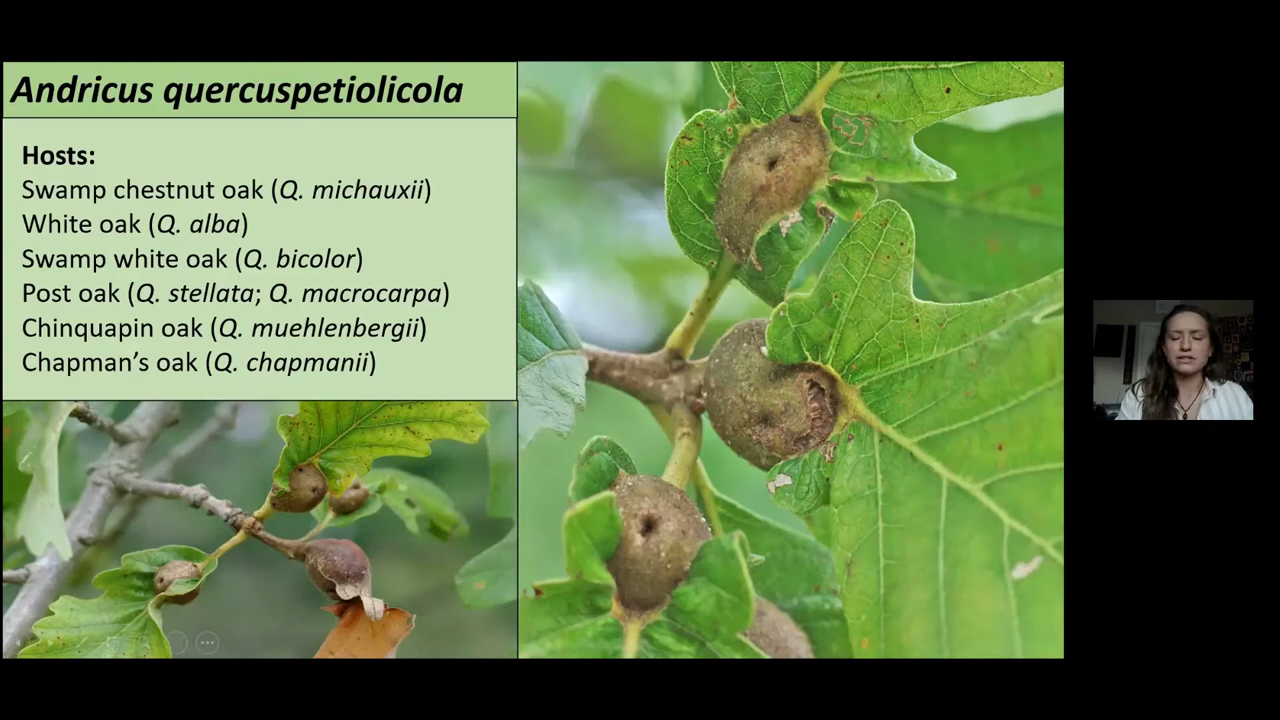 Andricus quercuspetiolicola
Hosts:
Swamp chestnut oak (Q. michauxii)
White oak (Q. alba)
Swamp white oak (Q. bicolor)
Post oak (Q. stellata; Q. macrocarpa)
Chinquapin oak (Q. muehlenbergii)
Chapman’s oak (Q. chapmanii)